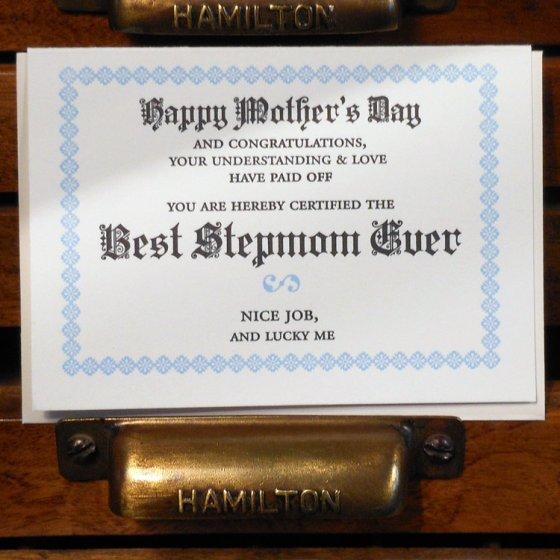 HAMILTON
Happy Mother's Day
AND CONGRATULATIONS,
YOUR UNDERSTANDING & LOVE
HAVE PAID OFF
YOU ARE HEREBY CERTIFIED THE
Best Stepmom Ever
NICE JOB,
AND LUCKY ME
HAMILTON